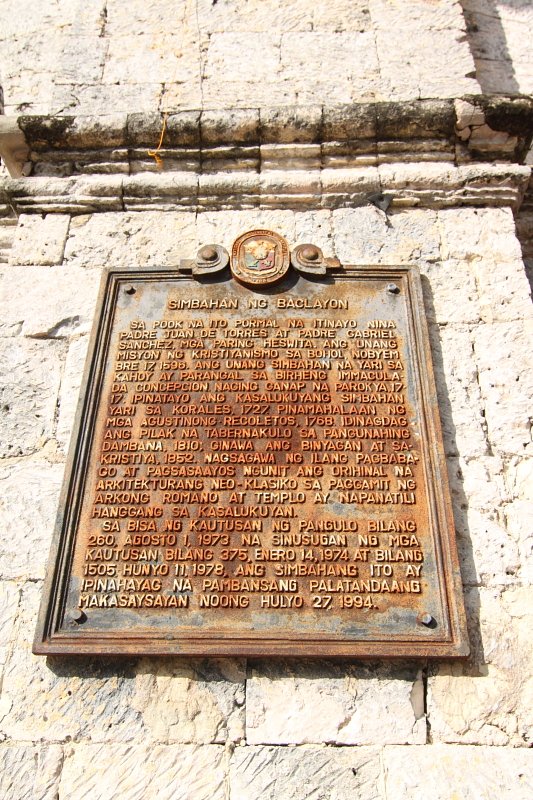 SIMBAHAN NG BACLAYON
SA POOK NA ITO PORMAL NA ITINAYO NINA
PADRE JUAN DE TORRES AT PADRE GABRIEL
SANCHEZ, MGA PARING HESWITA ANG UNANG
MISYON NG KRISTIYANISMO SA BOHOL, NOBYEM
BRE 17, 1596. ANG UNANG SIMBAHAN NA YARI SA
KAHOY AT PARANGAL SA BIRHENG IMMACULA-
DA CONCEPCION, NAGING GANAP NA PAROKYA, 17
17. IPINATAYO ANG KASALUKUYANG SIMBAHAN
YARI SA KORALES, 1727. PINAMAHALAAN NG
MGA AGUSTINONG RECOLETOS, 1768. IDINAGDAG
ANG PILAK NA TABERNAKULO SA PANGUNAHING
DAMBANA, 1810; GINAWA ANG BINYAGAN AT SA-
KRISTIYA, 1852. NAGSAGAWA NG ILANG PAGBABA-
GO AT PAGSASAAYOS NGUNIT ANG ORIHINAL NA
ARKITEKTURANG NEO-KLASIKO SA PAGGAMIT NG
ARKONG ROMANO AT TEMPLO AY NAPANATILI
HANGGANG SA KASALUKUYAN.
SA BISA NG KAUTUSAN NG PANGULO BILANG
260, AGOSTO 1, 1973 NA SINUSUGAN NG MGA
KAUTUSAN BILANG 375, ENERO 14, 1974 AT BILANG
1505, HUNYO 11, 1978, ANG SIMBAHANG ITO AY
IPINAHAYAG NA PAMBANSANG PALATANDAANG
MAKASAYSAYAN NOONG HULYO 27, 1994.